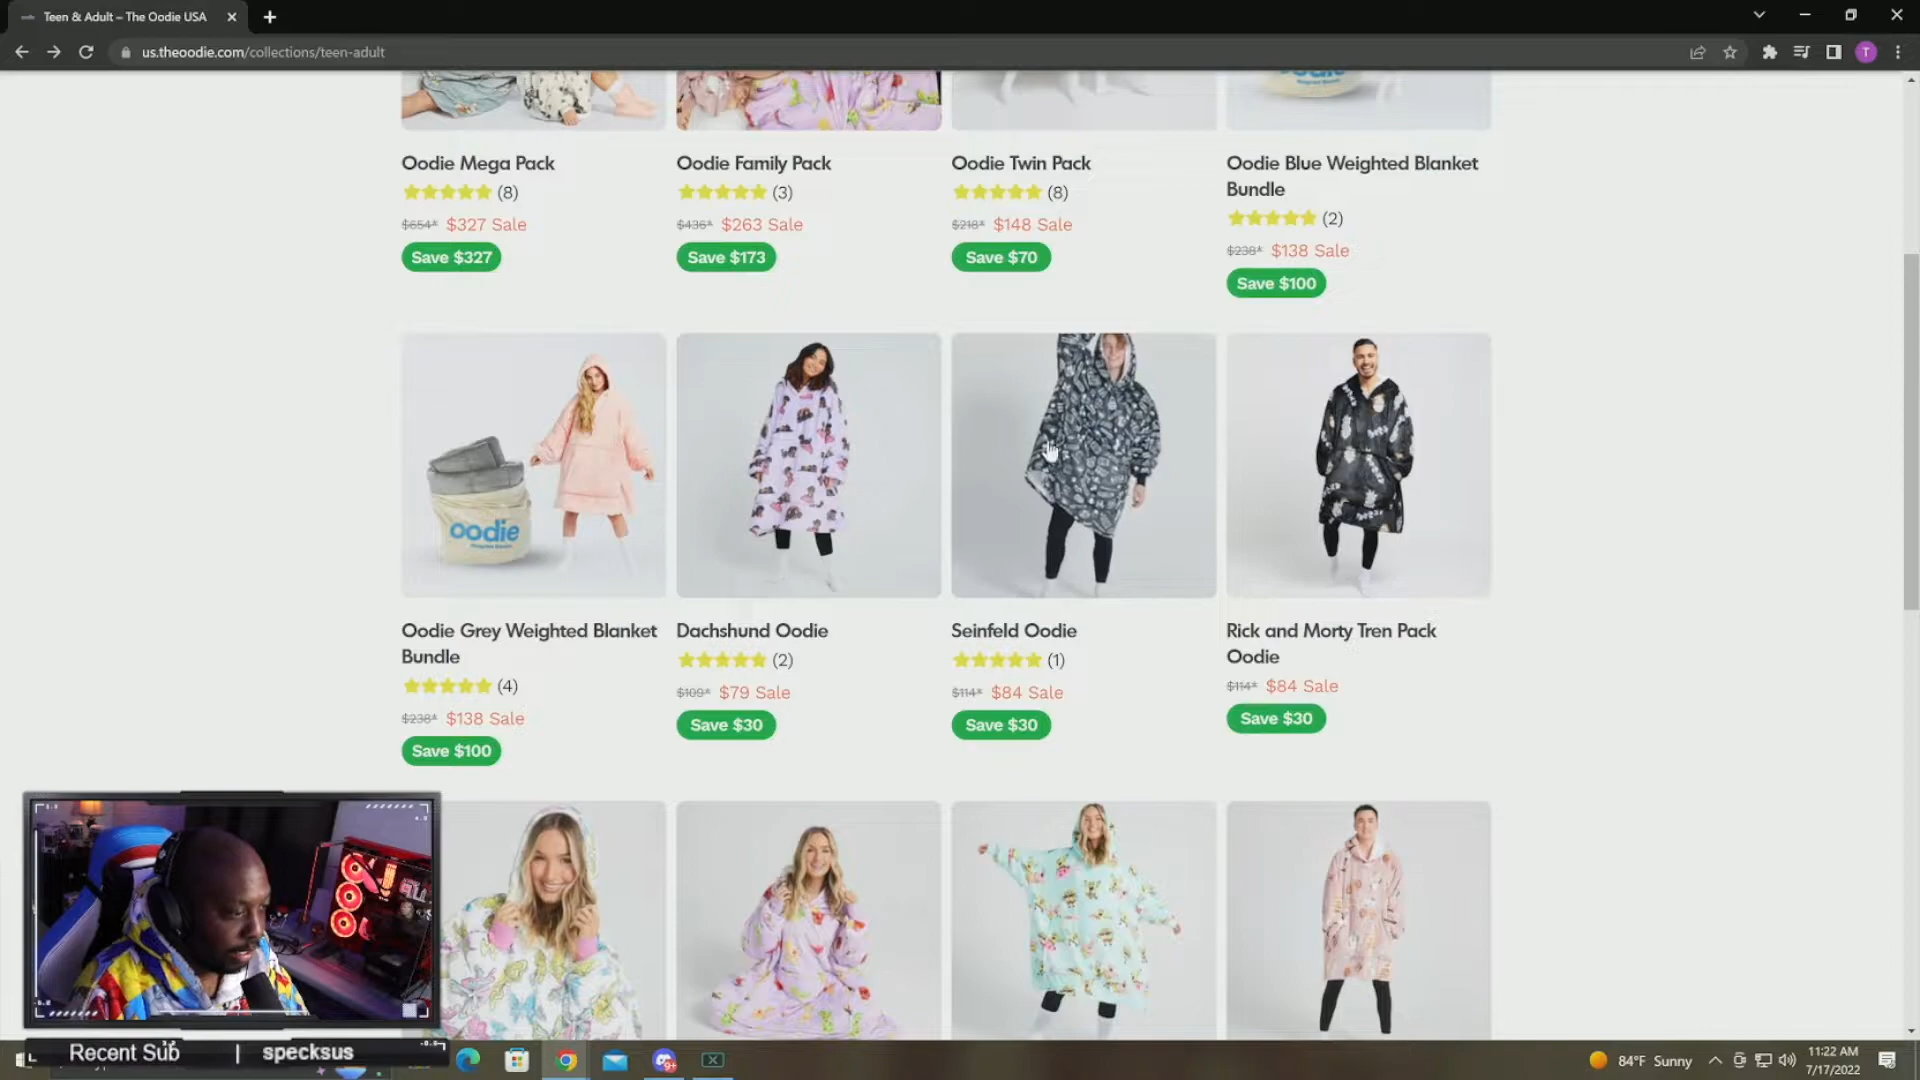 Teen & Adult – The Oodie USA
us.theoodie.com/collections/teen-adult
T
Oodie Mega Pack
(8)
$654* $327 Sale
Save $327
Oodie Family Pack
(3)
$436* $263 Sale
Save $173
Oodie Twin Pack
(8)
$218* $148 Sale
Save $70
Oodie Blue Weighted Blanket
Bundle
(2)
$238* $138 Sale
Save $100
oodie
Oodie Grey Weighted Blanket
Bundle
(4)
$238* $138 Sale
Save $100
Dachshund Oodie
(2)
$109* $79 Sale
Save $30
Seinfeld Oodie
(1)
$114* $84 Sale
Save $30
Rick and Morty Tren Pack
Oodie
$114* $84 Sale
Save $30
Recent Sub | specksus
84°F Sunny
11:22 AM
7/17/2022